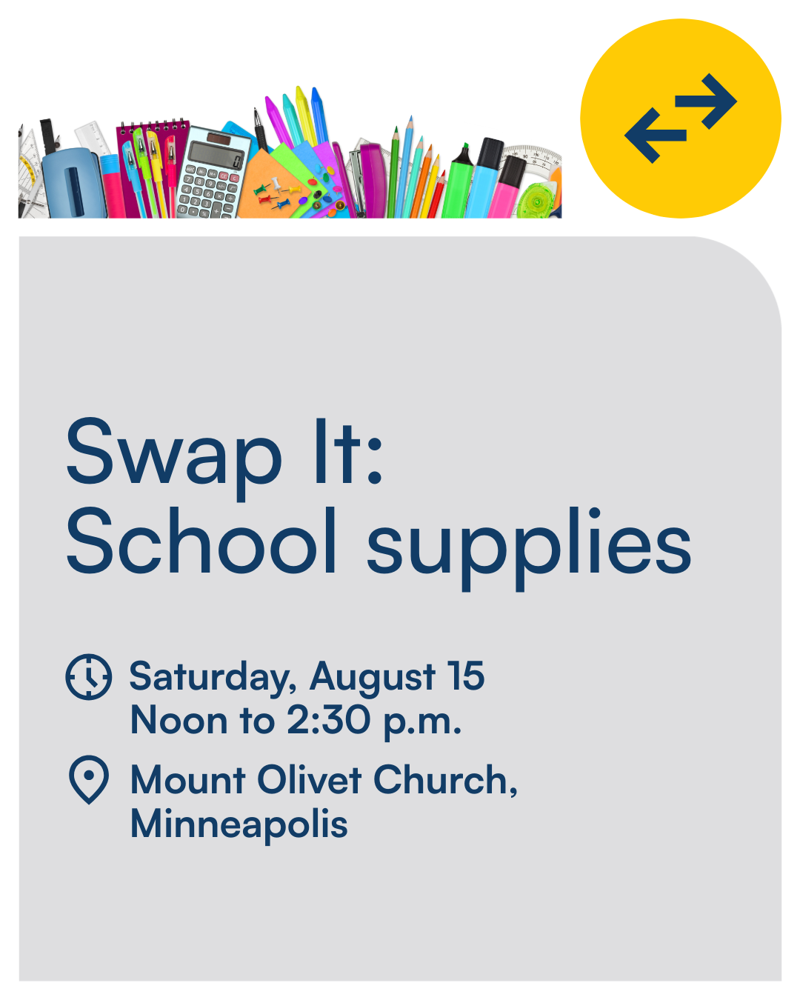 Swap It:
School supplies
Saturday, August 15
Noon to 2:30 p.m.
Mount Olivet Church,
Minneapolis